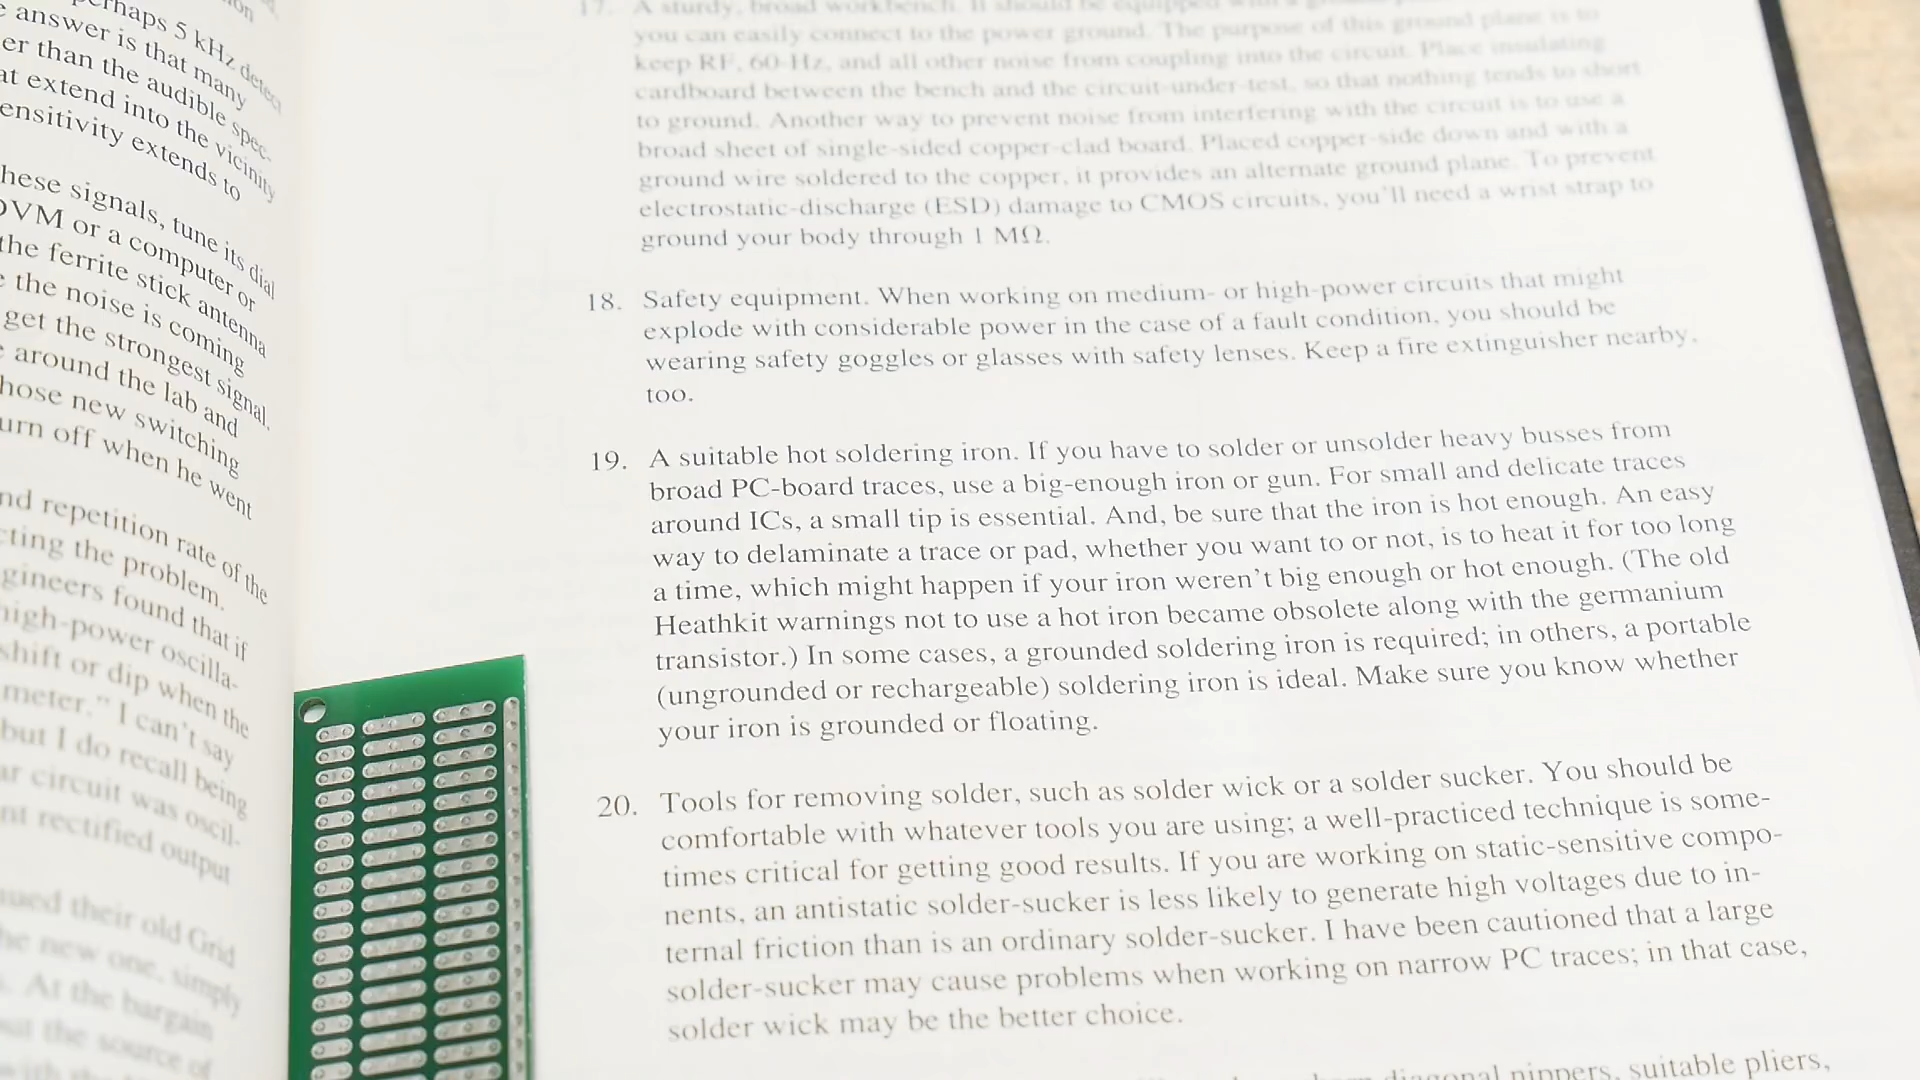 erhaps 5 kHz detect
e answer is that many
er than the audible spec-
at extend into the vicinity
ensitivity extends to
hese signals, tune its dial
OVM or a computer or
the ferrite stick antenna
e the noise is coming
get the strongest signal.
e around the lab and
hose new switching
urn off when he went
nd repetition rate of the
cting the problem.
gineers found that if
high-power oscilla-
shift or dip when the
meter." I can't say
but I do recall being
ar circuit was oscil-
nt rectified output
ued their old Grid
he new one, simply
. At the bargain
the source of
17. A sturdy, broad workbench. It should be equipped with a ground
you can easily connect to the power ground. The purpose of this ground plane is to
keep RF, 60-Hz, and all other noise from coupling into the circuit. Place insulating
cardboard between the bench and the circuit-under-test, so that nothing tends to short
to ground. Another way to prevent noise from interfering with the circuit is to use a
broad sheet of single-sided copper-clad board. Placed copper-side down and with a
ground wire soldered to the copper, it provides an alternate ground plane. To prevent
electrostatic-discharge (ESD) damage to CMOS circuits, you'll need a wrist strap to
ground your body through 1 MΩ.
18. Safety equipment. When working on medium- or high-power circuits that might
explode with considerable power in the case of a fault condition, you should be
wearing safety goggles or glasses with safety lenses. Keep a fire extinguisher nearby,
too.
19. A suitable hot soldering iron. If you have to solder or unsolder heavy busses from
broad PC-board traces, use a big-enough iron or gun. For small and delicate traces
around ICs, a small tip is essential. And, be sure that the iron is hot enough. An easy
way to delaminate a trace or pad, whether you want to or not, is to heat it for too long
a time, which might happen if your iron weren't big enough or hot enough. (The old
Heathkit warnings not to use a hot iron became obsolete along with the germanium
transistor.) In some cases, a grounded soldering iron is required; in others, a portable
(ungrounded or rechargeable) soldering iron is ideal. Make sure you know whether
your iron is grounded or floating.
20. Tools for removing solder, such as solder wick or a solder sucker. You should be
comfortable with whatever tools you are using; a well-practiced technique is some-
times critical for getting good results. If you are working on static-sensitive compo-
nents, an antistatic solder-sucker is less likely to generate high voltages due to in-
ternal friction than is an ordinary solder-sucker. I have been cautioned that a large
solder-sucker may cause problems when working on narrow PC traces; in that case,
solder wick may be the better choice.
diagonal nippers, suitable pliers,